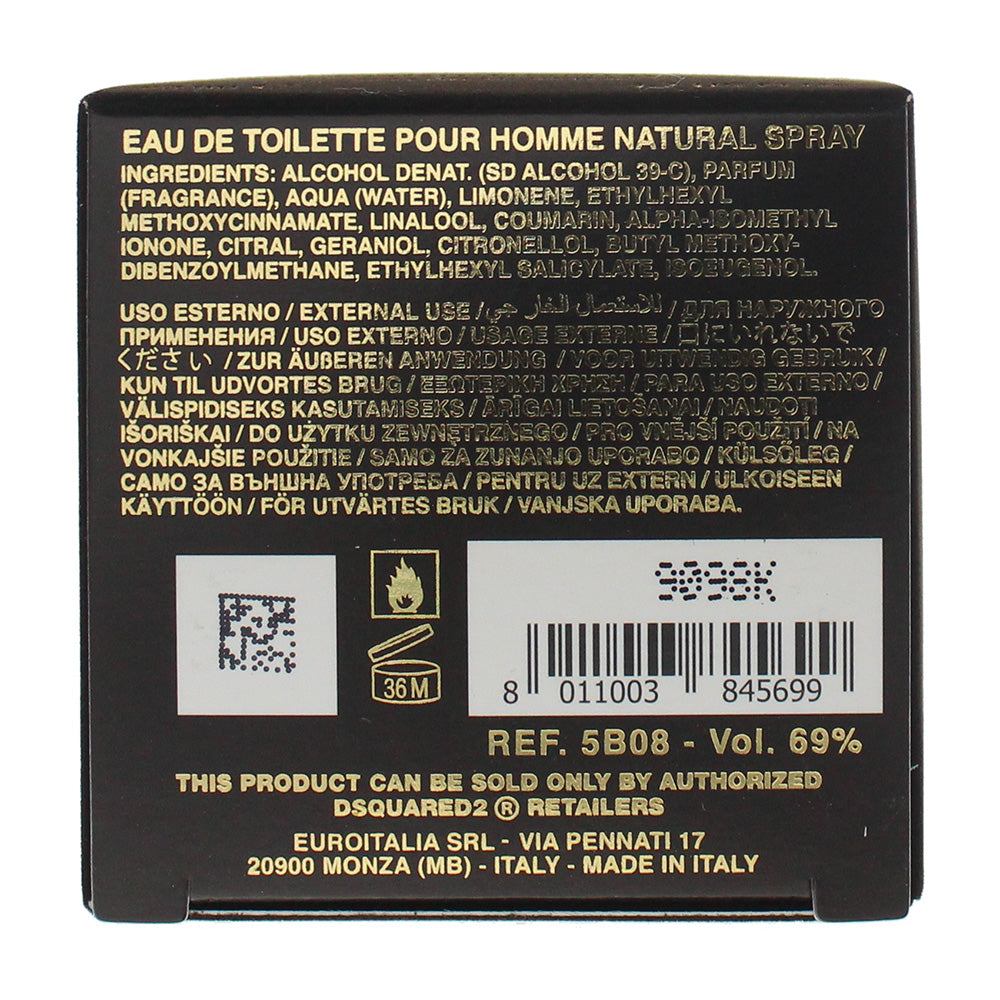 EAU DE TOILETTE POUR HOMME NATURAL SPRAY
INGREDIENTS: ALCOHOL DENAT. (SD ALCOHOL 39-C), PARFUM
(FRAGRANCE), AQUA (WATER), LIMONENE, ETHYLHEXYL
METHOXYCINNAMATE, LINALOOL, COUMARIN, ALPHA-ISOMETHYL
IONONE, CITRAL, GERANIOL, CITRONELLOL, BUTYL METHOXY-
DIBENZOYLMETHANE, ETHYLHEXYL SALICYLATE, ISOEUGENOL.
USO ESTERNO / EXTERNAL USE / للاستعمال الخار جي / ДЛЯ НАРУЖНОГО
ПРИМЕНЕНИЯ / USO EXTERNO / USAGE EXTERNE / 口にいれないで
ください / ZUR ÄUßEREN ANWENDUNG / VOOR UITWENDIG GEBRUIK /
KUN TIL UDVORTES BRUG / ΕΞΩΤΕΡΙΚΗ ΧΡΗΣΗ / PARA USO EXTERNO /
VÄLISPIDISEKS KASUTAMISEKS / ĀRĪGAI LIETOŠANAI / NAUDOTI
IŠORIŠKAI / DO UŻYTKU ZEWNĘTRZNEGO / PRO VNĚJŠÍ POUŽITÍ / NA
VONKAJŠIE POUŽITIE / SAMO ZA ZUNANJO UPORABO / KÜLSŐLEG /
САМО ЗА ВЪНШНА УПОТРЕБА / PENTRU UZ EXTERN / ULKOISEEN
KÄYTTÖÖN / FÖR UTVÄRTES BRUK / VANJSKA UPORABA.
9098K
36 M
8 011003 845699
REF. 5B08 - Vol. 69%
THIS PRODUCT CAN BE SOLD ONLY BY AUTHORIZED
DSQUARED2 ® RETAILERS
EUROITALIA SRL - VIA PENNATI 17
20900 MONZA (MB) - ITALY - MADE IN ITALY